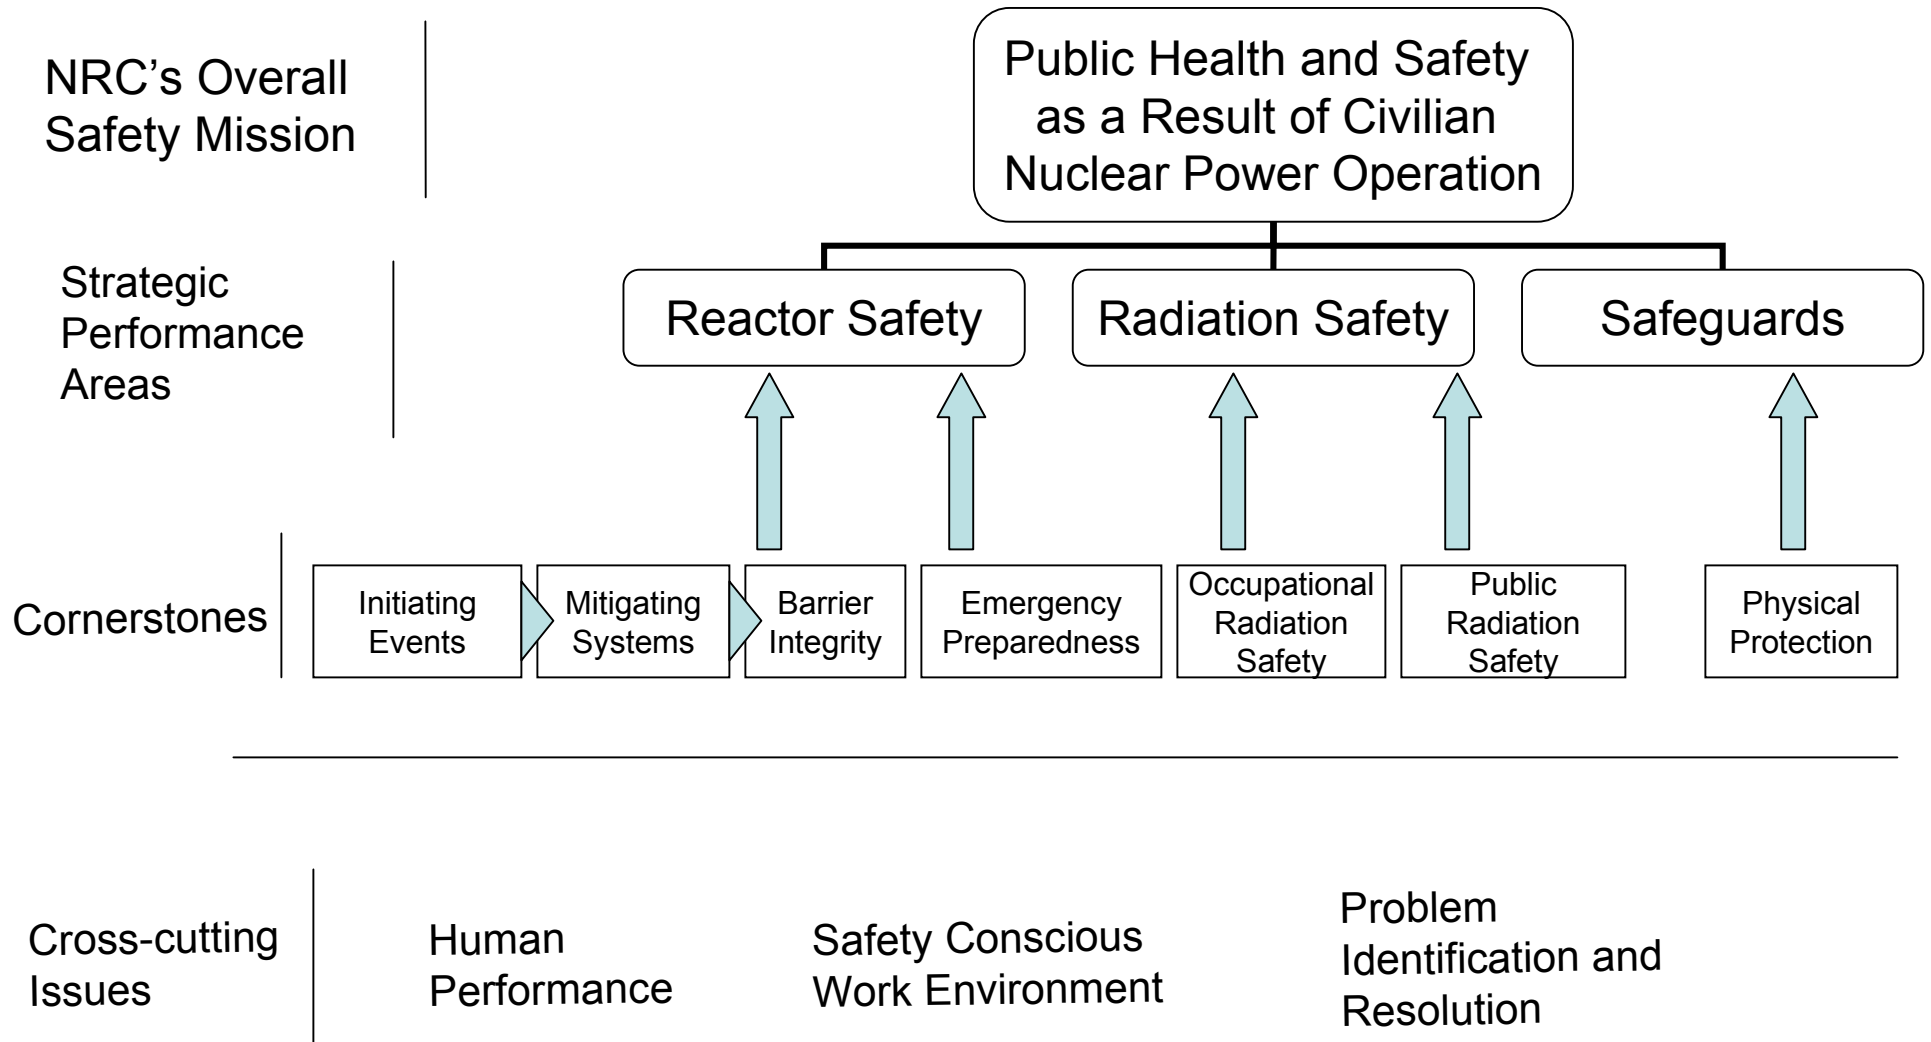 NRC's Overall
Safety Mission
Public Health and Safety
as a Result of Civilian
Nuclear Power Operation
Strategic
Performance
Areas
Reactor Safety
Radiation Safety
Safeguards
Cornerstones
Initiating
Events
Mitigating
Systems
Barrier
Integrity
Emergency
Preparedness
Occupational
Radiation
Safety
Public
Radiation
Safety
Physical
Protection
Cross-cutting
Issues
Human
Performance
Safety Conscious
Work Environment
Problem
Identification and
Resolution